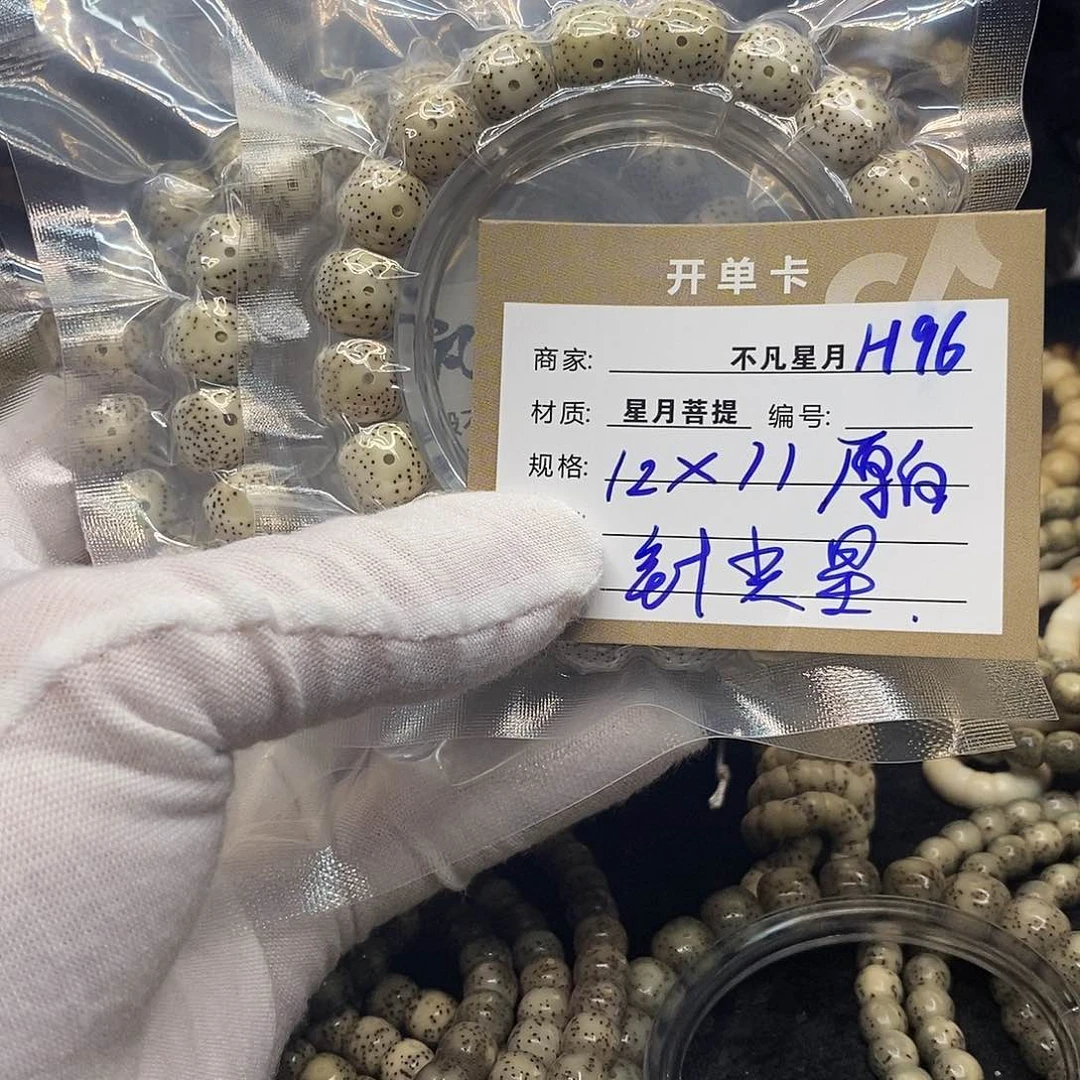 开单卡
商家: 不凡星月 H96
材质: 星月菩提 编号:
规格: 12×11 原白
针尖星.